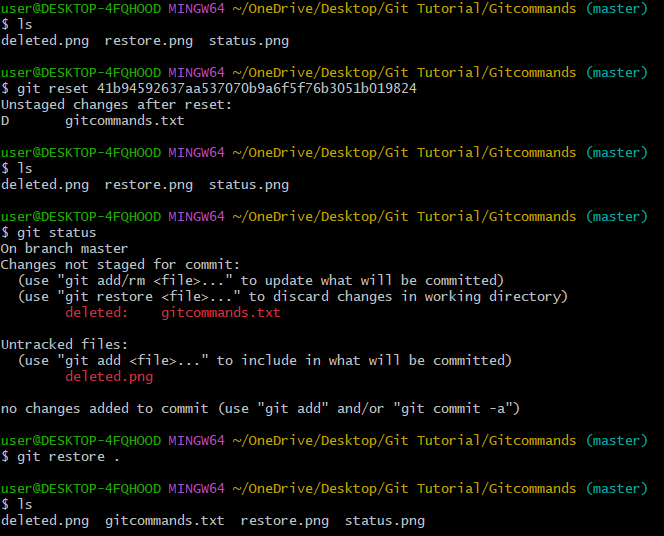 user@DESKTOP-4FQHOOD MINGW64 ~/OneDrive/Desktop/Git Tutorial/Gitcommands (master)
$ ls
deleted.png  restore.png  status.png
user@DESKTOP-4FQHOOD MINGW64 ~/OneDrive/Desktop/Git Tutorial/Gitcommands (master)
$ git reset 41b94592637aa537070b9a6f5f76b3051b019824
Unstaged changes after reset:
D       gitcommands.txt
user@DESKTOP-4FQHOOD MINGW64 ~/OneDrive/Desktop/Git Tutorial/Gitcommands (master)
$ ls
deleted.png  restore.png  status.png
user@DESKTOP-4FQHOOD MINGW64 ~/OneDrive/Desktop/Git Tutorial/Gitcommands (master)
$ git status
On branch master
Changes not staged for commit:
  (use "git add/rm <file>..." to update what will be committed)
  (use "git restore <file>..." to discard changes in working directory)
        deleted:    gitcommands.txt
Untracked files:
  (use "git add <file>..." to include in what will be committed)
        deleted.png
no changes added to commit (use "git add" and/or "git commit -a")
user@DESKTOP-4FQHOOD MINGW64 ~/OneDrive/Desktop/Git Tutorial/Gitcommands (master)
$ git restore .
user@DESKTOP-4FQHOOD MINGW64 ~/OneDrive/Desktop/Git Tutorial/Gitcommands (master)
$ ls
deleted.png  gitcommands.txt  restore.png  status.png